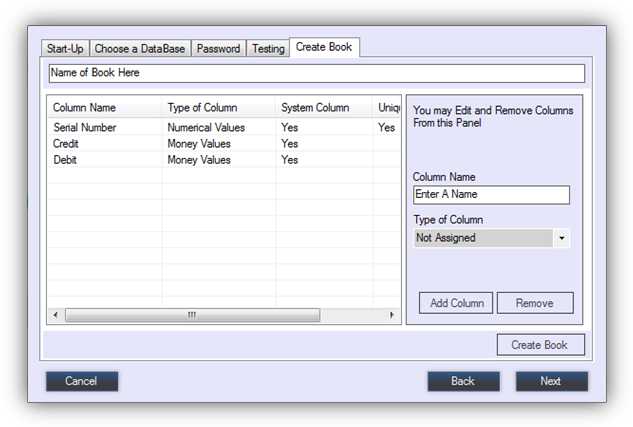 Start-Up Choose a DataBase Password Testing Create Book
Name of Book Here
Column Name Type of Column System Column Uniqu
Serial Number Numerical Values Yes Yes
Credit Money Values Yes
Debit Money Values Yes
You may Edit and Remove Columns
From this Panel
Column Name
Enter A Name
Type of Column
Not Assigned
Add Column Remove
Create Book
Cancel Back Next